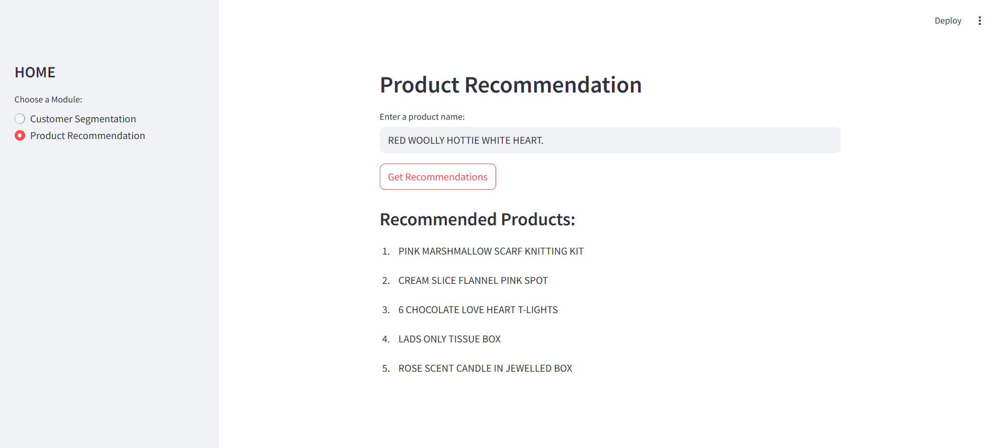 Deploy
HOME
Choose a Module:
Customer Segmentation
Product Recommendation
Product Recommendation
Enter a product name:
RED WOOLLY HOTTIE WHITE HEART.
Get Recommendations
Recommended Products:
1. PINK MARSHMALLOW SCARF KNITTING KIT
2. CREAM SLICE FLANNEL PINK SPOT
3. 6 CHOCOLATE LOVE HEART T-LIGHTS
4. LADS ONLY TISSUE BOX
5. ROSE SCENT CANDLE IN JEWELLED BOX